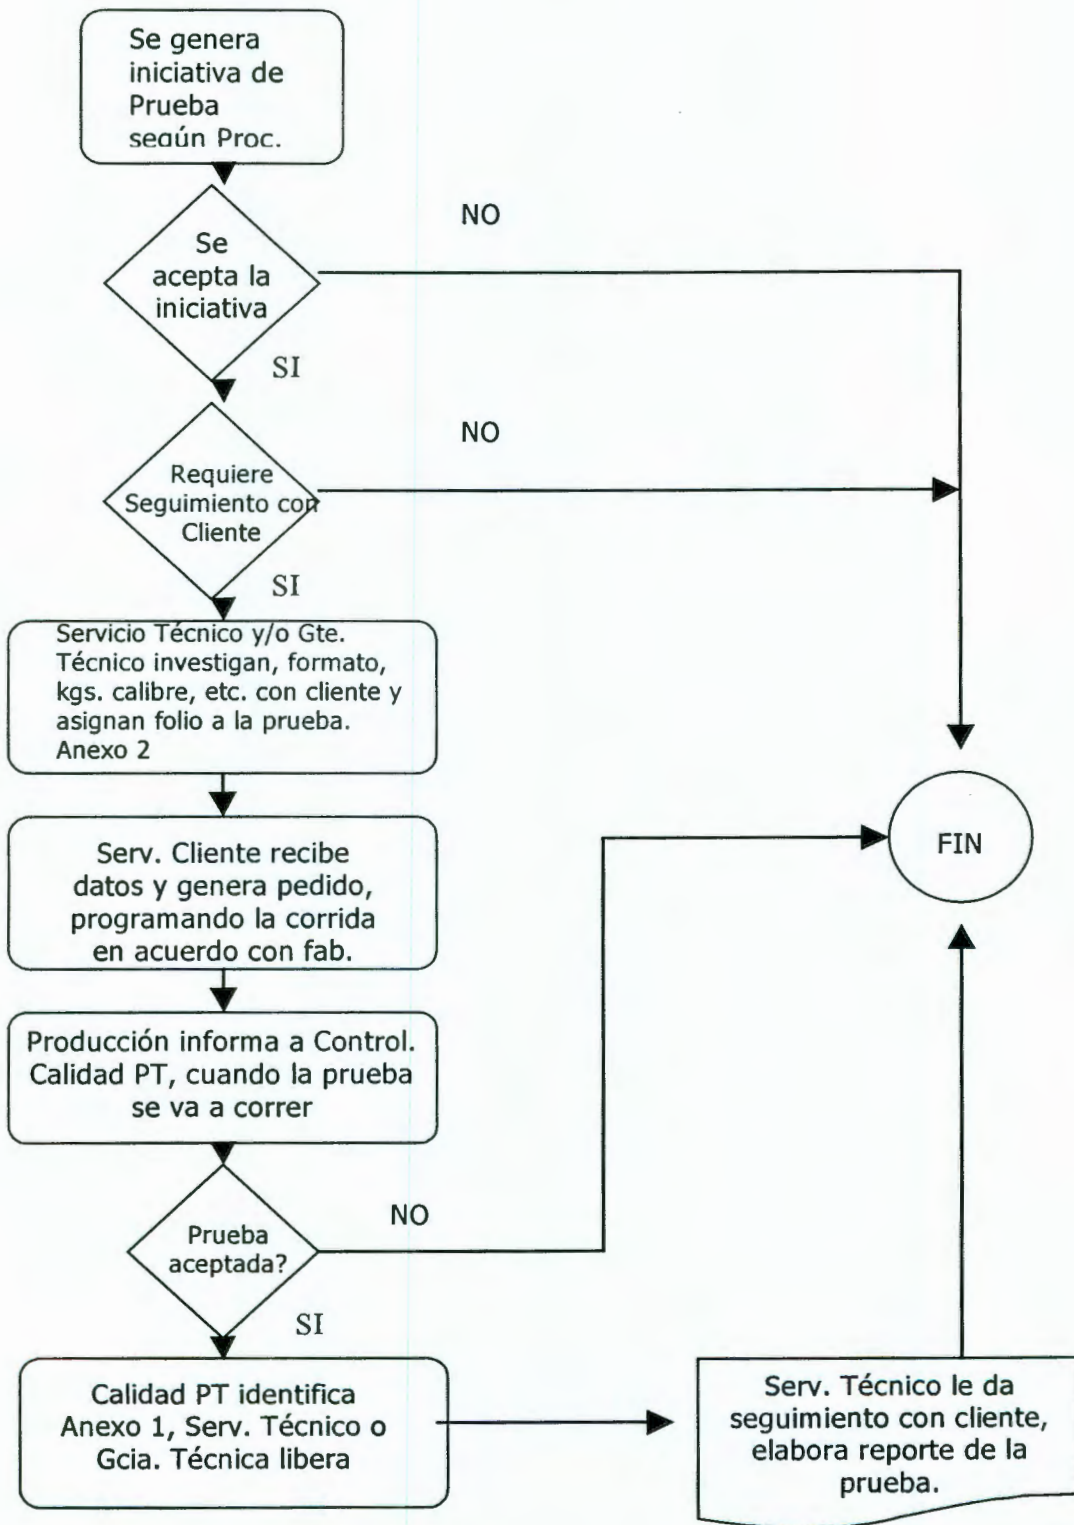 Se genera
iniciativa de
Prueba
según Proc.
NO
Se
acepta la
iniciativa
SI
NO
Requiere
Seguimiento con
Cliente
SI
Servicio Técnico y/o Gte.
Técnico investigan, formato,
kgs. calibre, etc. con cliente y
asignan folio a la prueba.
Anexo 2
Serv. Cliente recibe
datos y genera pedido,
programando la corrida
en acuerdo con fab.
FIN
Producción informa a Control.
Calidad PT, cuando la prueba
se va a correr
NO
Prueba
aceptada?
SI
Calidad PT identifica
Anexo 1, Serv. Técnico o
Gcia. Técnica libera
Serv. Técnico le da
seguimiento con cliente,
elabora reporte de la
prueba.